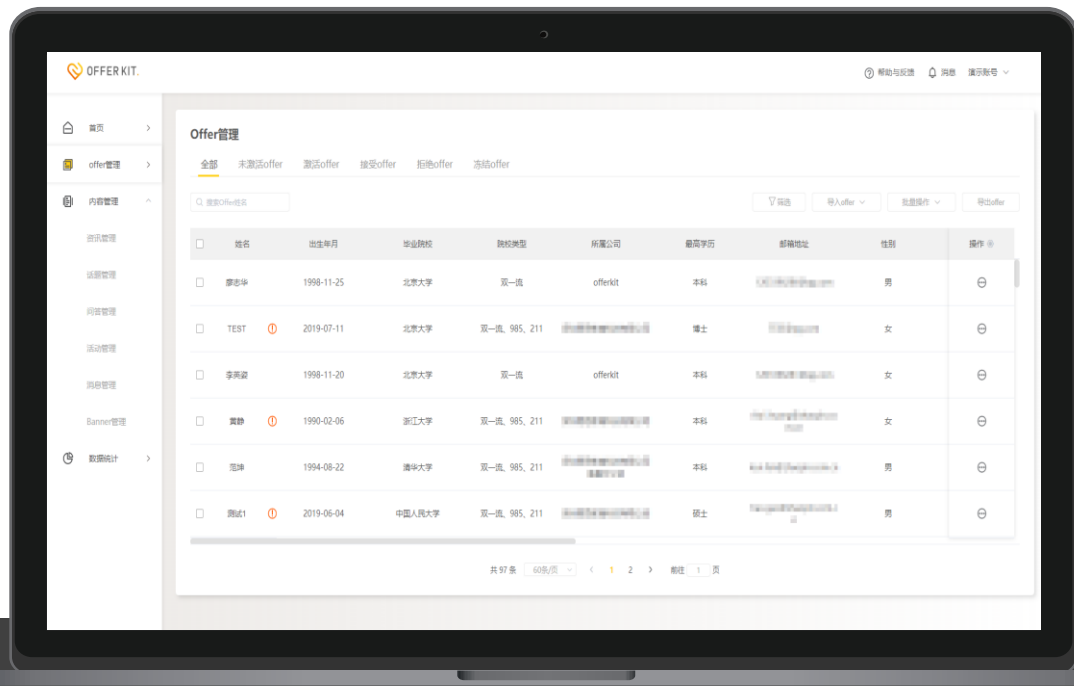 OFFER KIT.
帮助与反馈 消息 演示账号
首页
offer管理
内容管理
资讯管理
话题管理
问答管理
活动管理
消息管理
Banner管理
数据统计
Offer管理
全部 未激活offer 激活offer 接受offer 拒绝offer 冻结offer
搜索Offer姓名 筛选 导入offer 批量操作 导出offer
姓名 出生年月 毕业院校 院校类型 所属公司 最高学历 邮箱地址 性别 操作
廖志华 1998-11-25 北京大学 双一流 offerkit 本科 男
TEST 2019-07-11 北京大学 双一流, 985, 211 博士 女
李英姿 1998-11-20 北京大学 双一流 offerkit 本科 女
黄静 1990-02-06 浙江大学 双一流, 985, 211 本科 女
范坤 1994-08-22 清华大学 双一流, 985, 211 本科 男
测试1 2019-06-04 中国人民大学 双一流, 985, 211 硕士 男
共 97 条 60条/页 1 2 前往 1 页